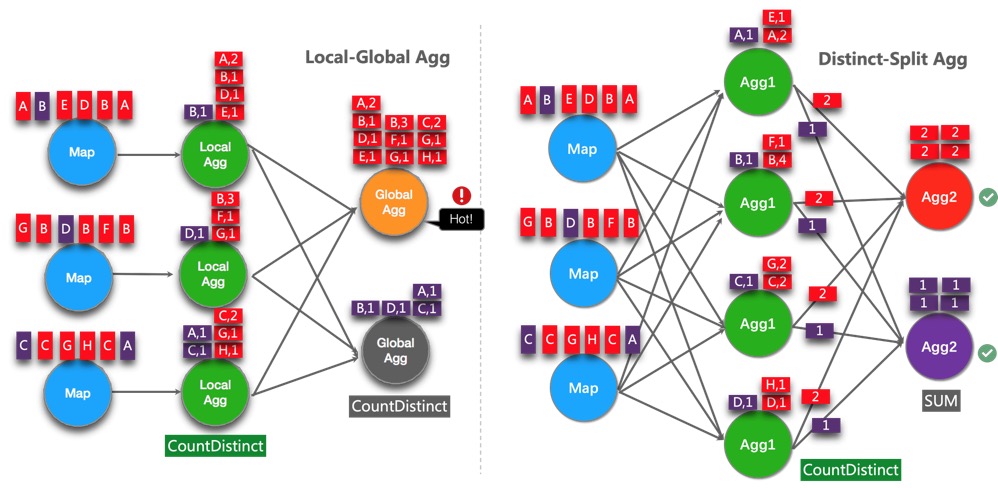 Local-Global Agg
A B E D B A
Map
A,2
B,1
D,1
B,1 E,1
Local
Agg
G B D B F B
Map
B,3
F,1
D,1 G,1
Local
Agg
C C G H C A
Map
C,2
A,1 G,1
C,1 H,1
Local
Agg
CountDistinct
A,2
B,1 B,3 C,2
D,1 F,1 G,1
E,1 G,1 H,1
Global
Agg
Hot!
A,1
B,1 D,1 C,1
Global
Agg
CountDistinct
Distinct-Split Agg
A B E D B A
Map
G B D B F B
Map
C C G H C A
Map
E,1
A,1 A,2
Agg1
2
1
F,1
B,1 B,4
Agg1
2
1
G,2
C,1 C,2
Agg1
2
1
H,1
D,1 D,1
Agg1
2
1
CountDistinct
2 2
2 2
Agg2
1 1
1 1
Agg2
SUM